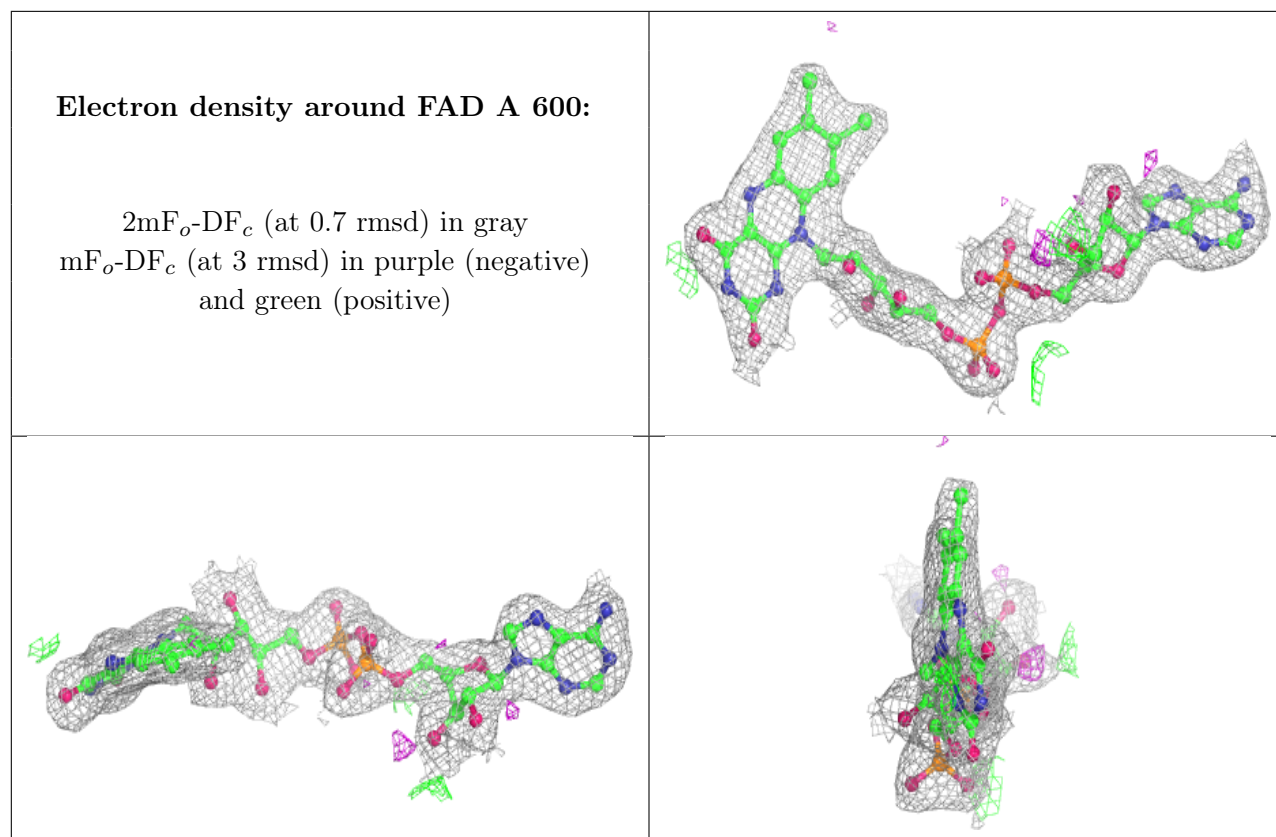 Electron density around FAD A 600:
2mFₒ-DF𝒸 (at 0.7 rmsd) in gray
mFₒ-DF𝒸 (at 3 rmsd) in purple (negative)
and green (positive)